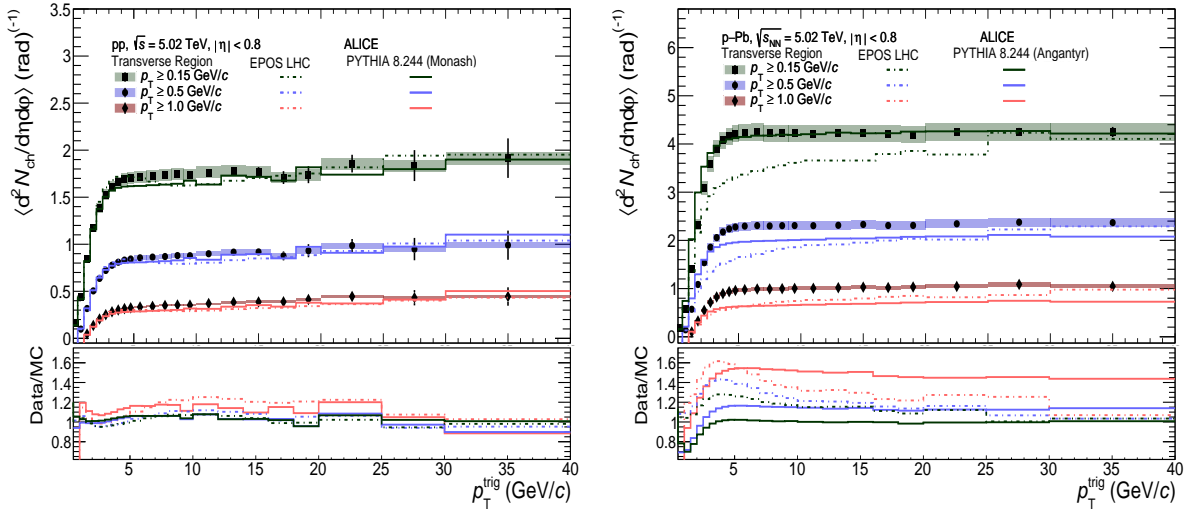 pp, √s = 5.02 TeV, |η| < 0.8 ALICE
Transverse Region EPOS LHC PYTHIA 8.244 (Monash)
p_T ≥ 0.15 GeV/c
p_T ≥ 0.5 GeV/c
p_T ≥ 1.0 GeV/c
⟨d² N_ch/dηdφ⟩ (rad)^(-1)
3.5
3
2.5
2
1.5
1
0.5
0
Data/MC
1.6
1.4
1.2
1.0
0.8
5 10 15 20 25 30 35 40
p_T^trig (GeV/c)
p–Pb, √s_NN = 5.02 TeV, |η| < 0.8 ALICE
Transverse Region EPOS LHC PYTHIA 8.244 (Angantyr)
p_T ≥ 0.15 GeV/c
p_T ≥ 0.5 GeV/c
p_T ≥ 1.0 GeV/c
⟨d² N_ch/dηdφ⟩ (rad)^(-1)
6
5
4
3
2
1
0
Data/MC
1.6
1.4
1.2
1.0
0.8
5 10 15 20 25 30 35 40
p_T^trig (GeV/c)